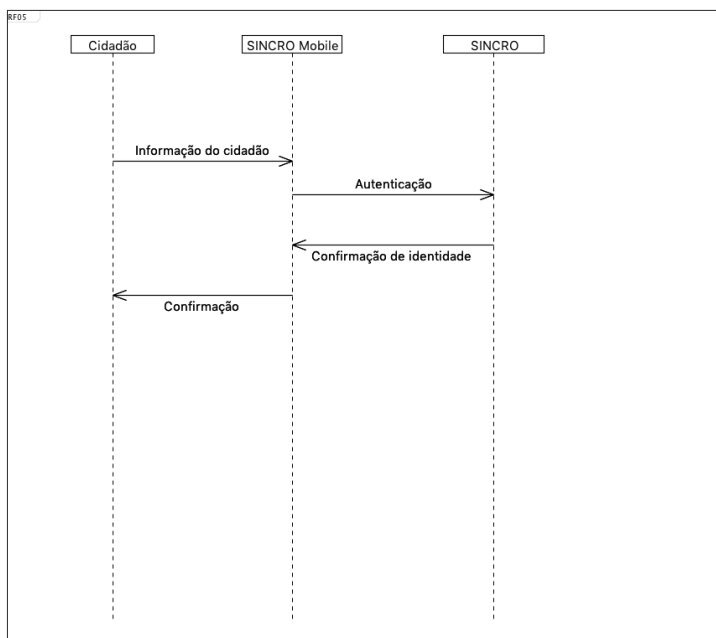 RF05
Cidadão
SINCRO Mobile
SINCRO
Informação do cidadão
Autenticação
Confirmação de identidade
Confirmação